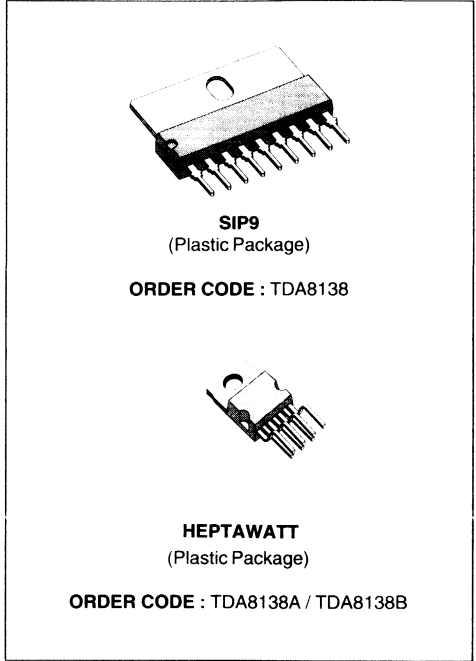 SIP9
(Plastic Package)
ORDER CODE : TDA8138
HEPTAWATT
(Plastic Package)
ORDER CODE : TDA8138A / TDA8138B